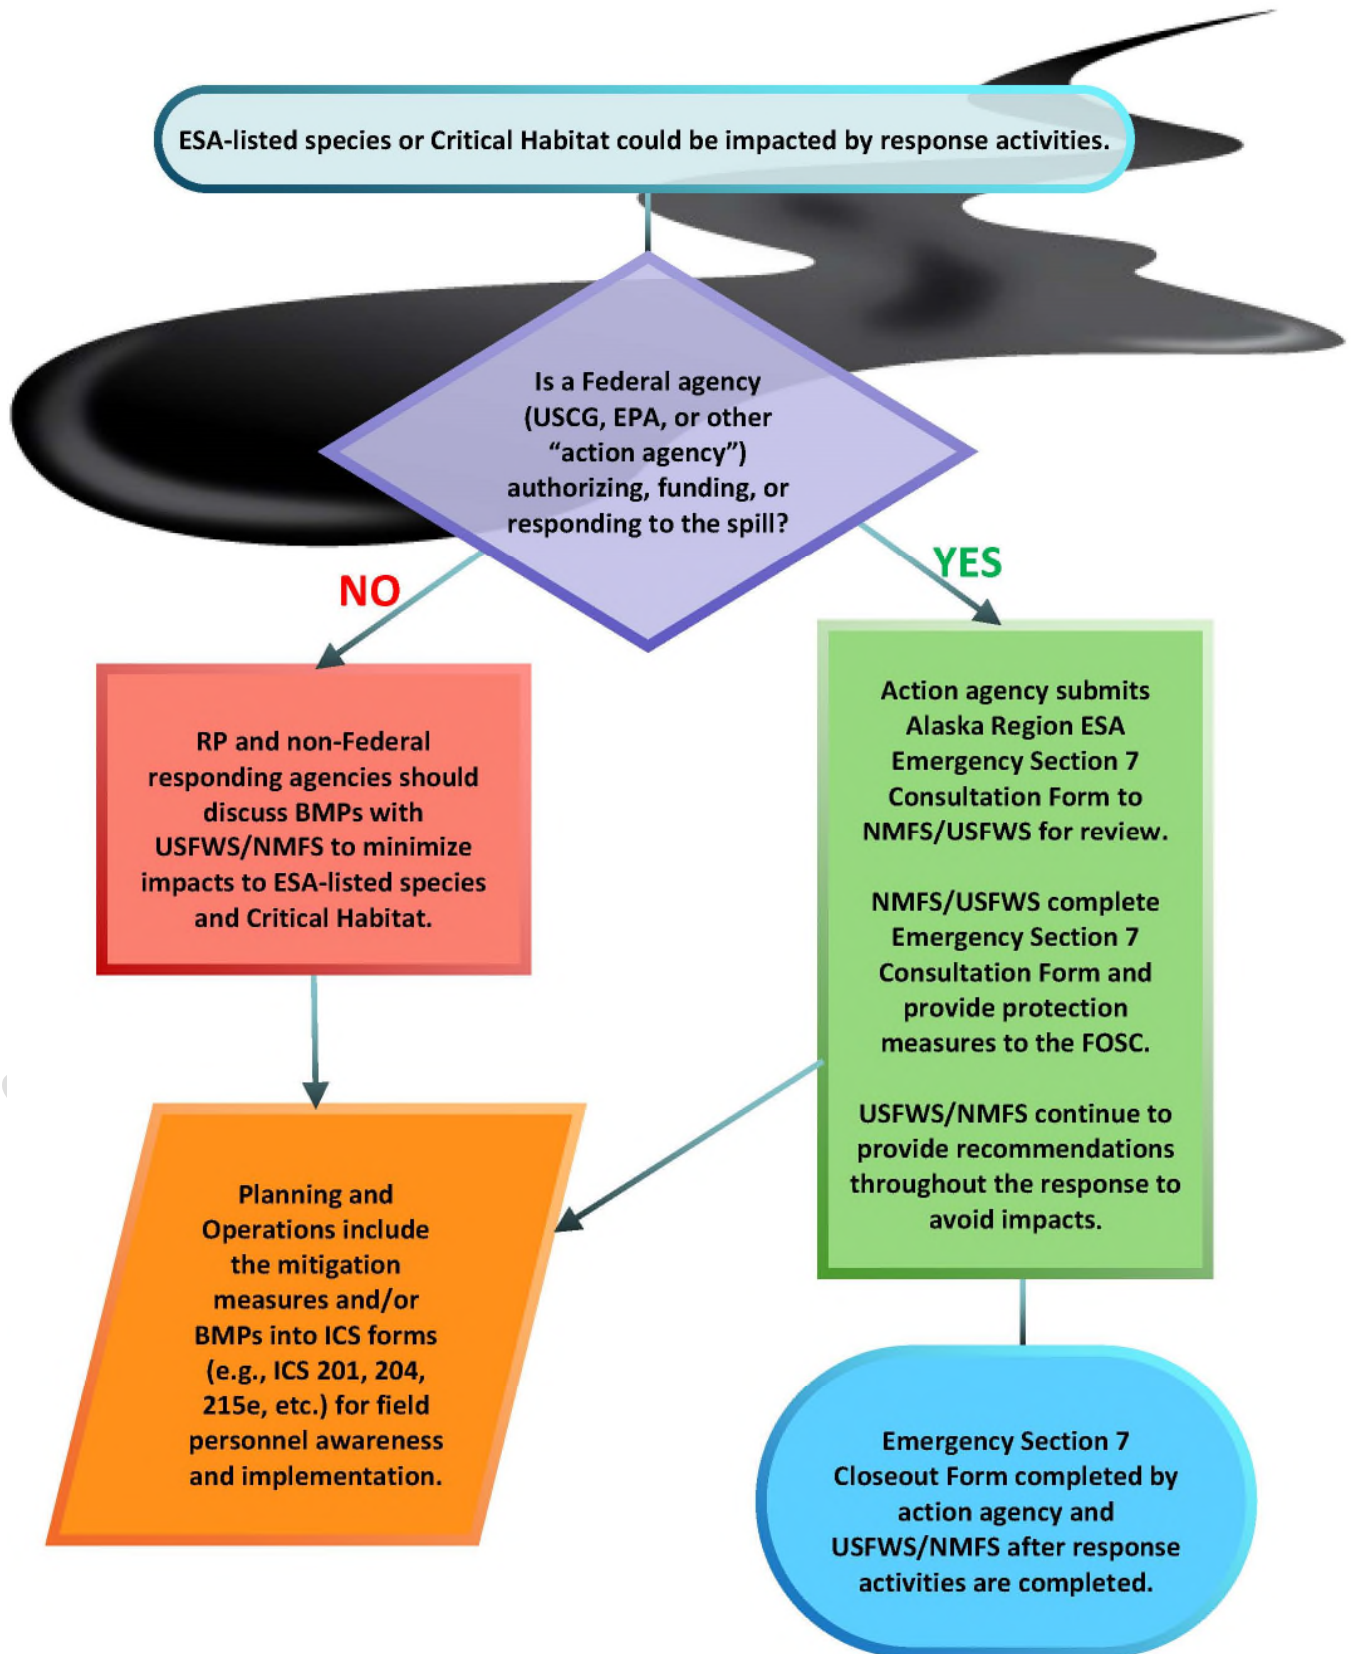 ESA-listed species or Critical Habitat could be impacted by response activities.
Is a Federal agency
(USCG, EPA, or other
“action agency”)
authorizing, funding, or
responding to the spill?
NO
YES
RP and non-Federal
responding agencies should
discuss BMPs with
USFWS/NMFS to minimize
impacts to ESA-listed species
and Critical Habitat.
Action agency submits
Alaska Region ESA
Emergency Section 7
Consultation Form to
NMFS/USFWS for review.
NMFS/USFWS complete
Emergency Section 7
Consultation Form and
provide protection
measures to the FOSC.
USFWS/NMFS continue to
provide recommendations
throughout the response to
avoid impacts.
Planning and
Operations include
the mitigation
measures and/or
BMPs into ICS forms
(e.g., ICS 201, 204,
215e, etc.) for field
personnel awareness
and implementation.
Emergency Section 7
Closeout Form completed by
action agency and
USFWS/NMFS after response
activities are completed.